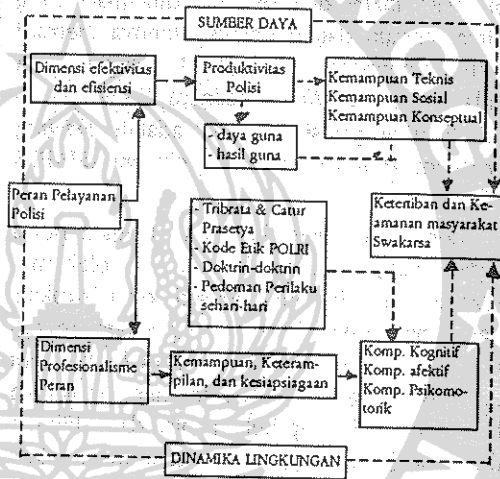 SUMBER DAYA
Dimensi efektivitas
dan efisiensi
Produktivitas
Polisi
Kemampuan Teknis
Kemampuan Sosial
Kemampuan Konseptual
- daya guna
- hasil guna
Peran Pelayanan
Polisi
- Tribrata & Catur
Prasetya
- Kode Etik POLRI
- Doktrin-doktrin
- Pedoman Perilaku
sehari-hari
Ketertiban dan Ke-
amanan masyarakat
Swakarsa
Dimensi
Profesionalisme
Peran
Kemampuan, Keteram-
pilan, dan kesiapsiagaan
Komp. Kognitif
Komp. afektif
Komp. Psikomo-
torik
DINAMIKA LINGKUNGAN